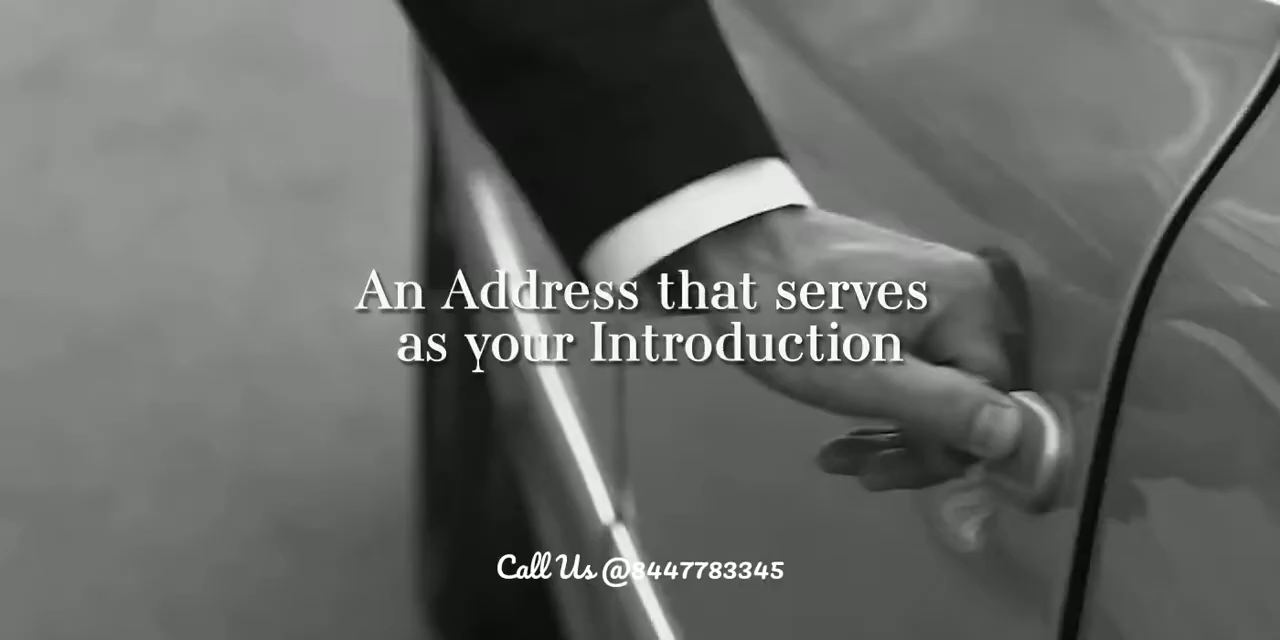 An Address that serves
as your Introduction
Call Us @8447783345